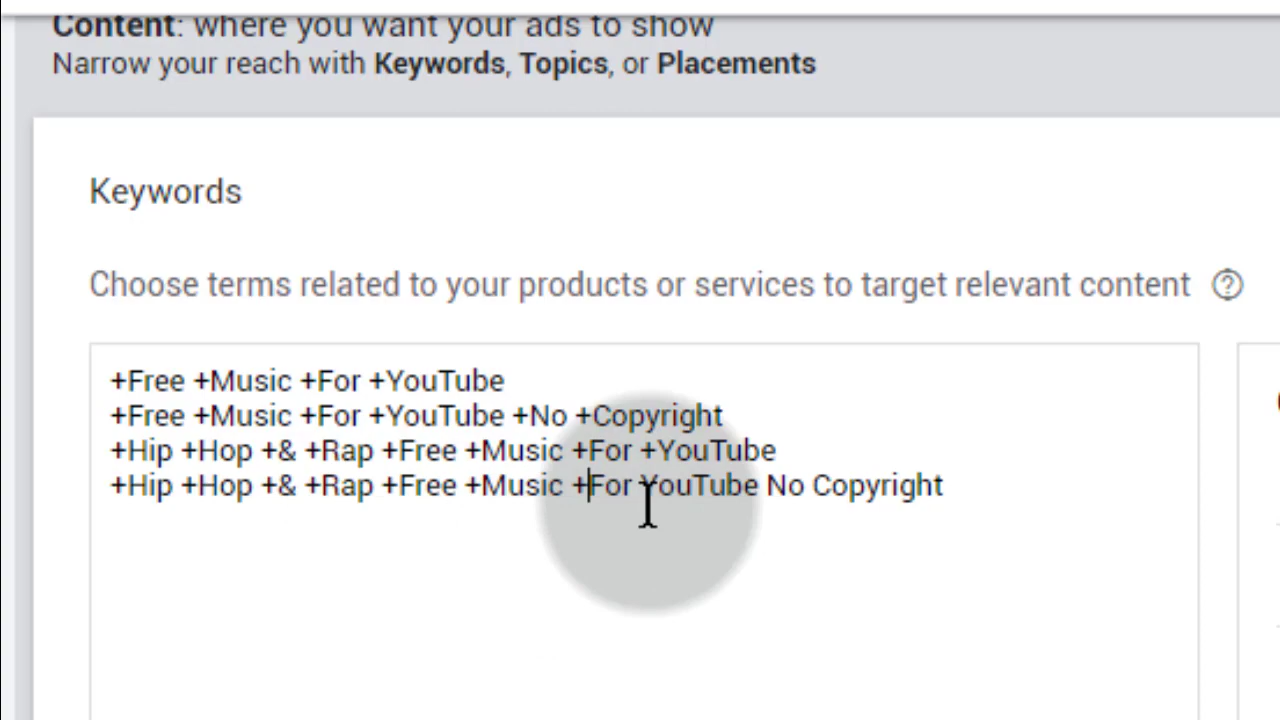 Content: where you want your ads to show
Narrow your reach with Keywords, Topics, or Placements
Keywords
Choose terms related to your products or services to target relevant content
+Free +Music +For +YouTube
+Free +Music +For +YouTube +No +Copyright
+Hip +Hop +& +Rap +Free +Music +For +YouTube
+Hip +Hop +& +Rap +Free +Music +For YouTube No Copyright